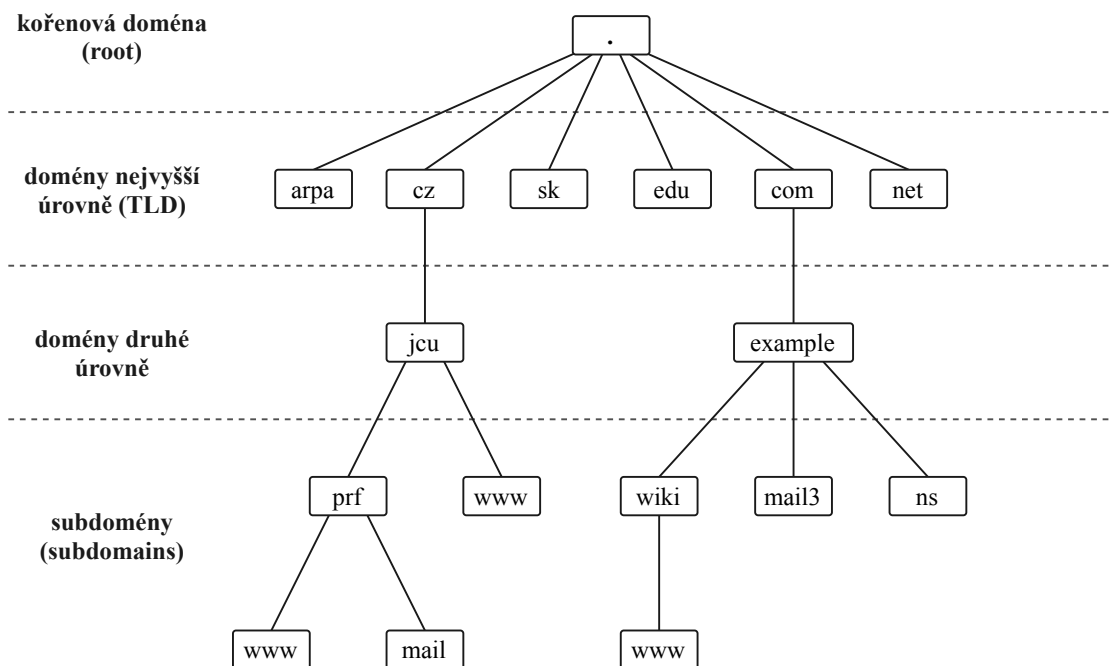 kořenová doména
(root)
.
domény nejvyšší
úrovně (TLD)
arpa
cz
sk
edu
com
net
domény druhé
úrovně
jcu
example
subdomény
(subdomains)
prf
www
wiki
mail3
ns
www
mail
www